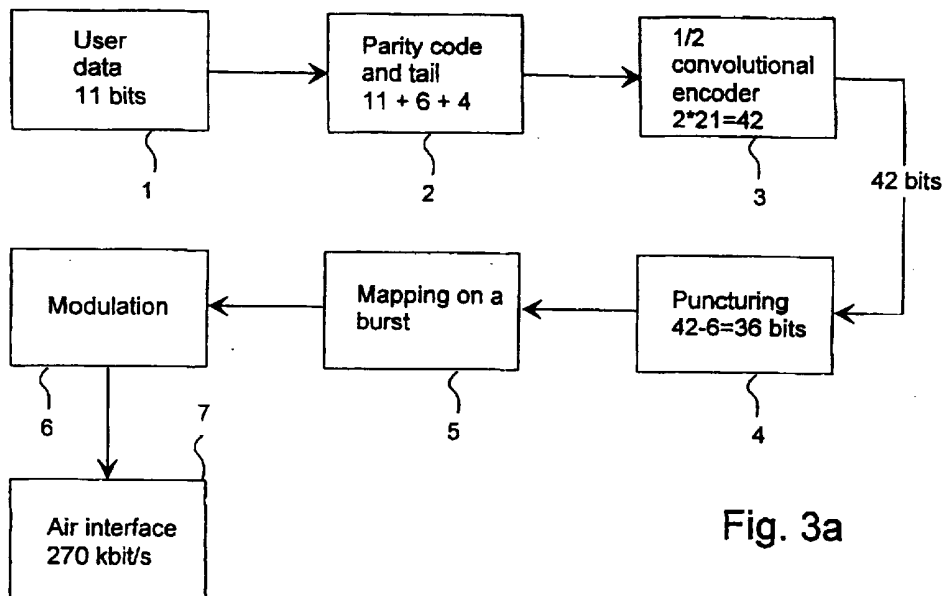 User
data
11 bits
1
Parity code
and tail
11 + 6 + 4
2
1/2
convolutional
encoder
2*21=42
3
42 bits
Puncturing
42-6=36 bits
4
Mapping on a
burst
5
Modulation
6
7
Air interface
270 kbit/s
Fig. 3a